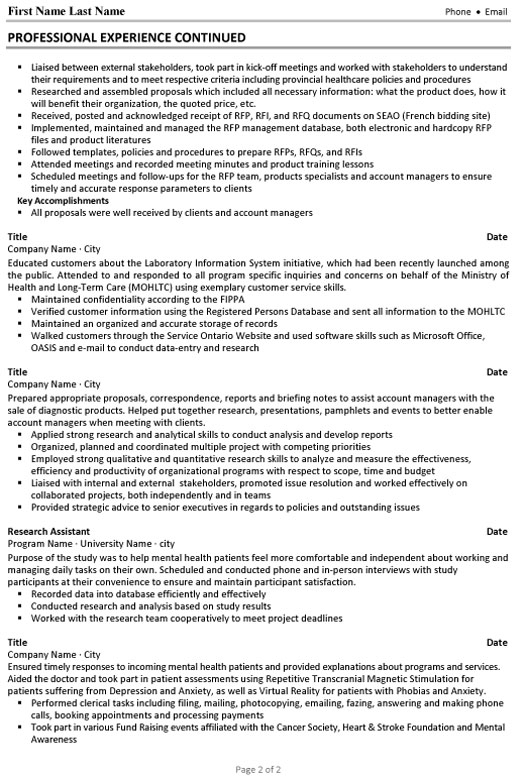 First Name Last Name Phone • Email
PROFESSIONAL EXPERIENCE CONTINUED
▪ Liaised between external stakeholders, took part in kick-off meetings and worked with stakeholders to understand
their requirements and to meet respective criteria including provincial healthcare policies and procedures
▪ Researched and assembled proposals which included all necessary information: what the product does, how it
will benefit their organization, the quoted price, etc.
▪ Received, posted and acknowledged receipt of RFP, RFI, and RFQ documents on SEAO (French bidding site)
▪ Implemented, maintained and managed the RFP management database, both electronic and hardcopy RFP
files and product literatures
▪ Followed templates, policies and procedures to prepare RFPs, RFQs, and RFIs
▪ Attended meetings and recorded meeting minutes and product training lessons
▪ Scheduled meetings and follow-ups for the RFP team, products specialists and account managers to ensure
timely and accurate response parameters to clients
Key Accomplishments
▪ All proposals were well received by clients and account managers
Title Date
Company Name · City
Educated customers about the Laboratory Information System initiative, which had been recently launched among
the public. Attended to and responded to all program specific inquiries and concerns on behalf of the Ministry of
Health and Long-Term Care (MOHLTC) using exemplary customer service skills.
▪ Maintained confidentiality according to the FIPPA
▪ Verified customer information using the Registered Persons Database and sent all information to the MOHLTC
▪ Maintained an organized and accurate storage of records
▪ Walked customers through the Service Ontario Website and used software skills such as Microsoft Office,
OASIS and e-mail to conduct data-entry and research
Title Date
Company Name · City
Prepared appropriate proposals, correspondence, reports and briefing notes to assist account managers with the
sale of diagnostic products. Helped put together research, presentations, pamphlets and events to better enable
account managers when meeting with clients.
▪ Applied strong research and analytical skills to conduct analysis and develop reports
▪ Organized, planned and coordinated multiple project with competing priorities
▪ Employed strong qualitative and quantitative research skills to analyze and measure the effectiveness,
efficiency and productivity of organizational programs with respect to scope, time and budget
▪ Liaised with internal and external stakeholders, promoted issue resolution and worked effectively on
collaborated projects, both independently and in teams
▪ Provided strategic advice to senior executives in regards to policies and outstanding issues
Research Assistant Date
Program Name · University Name · city
Purpose of the study was to help mental health patients feel more comfortable and independent about working and
managing daily tasks on their own. Scheduled and conducted phone and in-person interviews with study
participants at their convenience to ensure and maintain participant satisfaction.
▪ Recorded data into database efficiently and effectively
▪ Conducted research and analysis based on study results
▪ Worked with the research team cooperatively to meet project deadlines
Title Date
Company Name · City
Ensured timely responses to incoming mental health patients and provided explanations about programs and services.
Aided the doctor and took part in patient assessments using Repetitive Transcranial Magnetic Stimulation for
patients suffering from Depression and Anxiety, as well as Virtual Reality for patients with Phobias and Anxiety.
▪ Performed clerical tasks including filing, mailing, photocopying, emailing, faxing, answering and making phone
calls, booking appointments and processing payments
▪ Took part in various Fund Raising events affiliated with the Cancer Society, Heart & Stroke Foundation and Mental
Awareness
Page 2 of 2